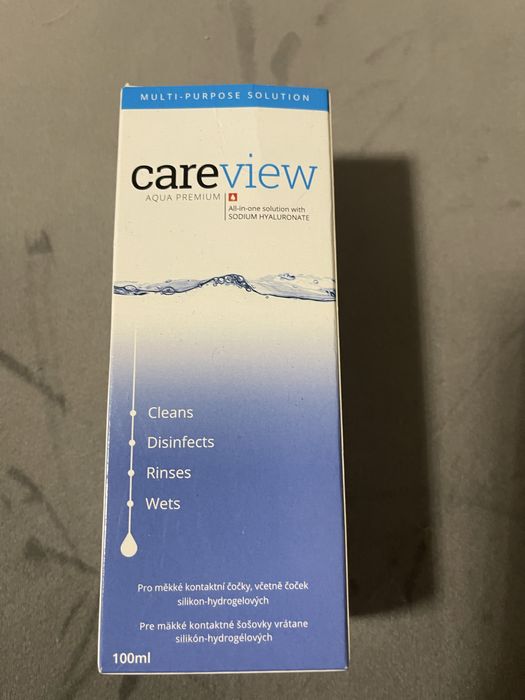 MULTI-PURPOSE SOLUTION
careview
AQUA PREMIUM
All-in-one solution with
SODIUM HYALURONATE
Cleans
Disinfects
Rinses
Wets
Pro měkké kontaktní čočky, včetně čoček
silikon-hydrogelových
Pre mäkké kontaktné šošovky vrátane
silikón-hydrogélových
100ml